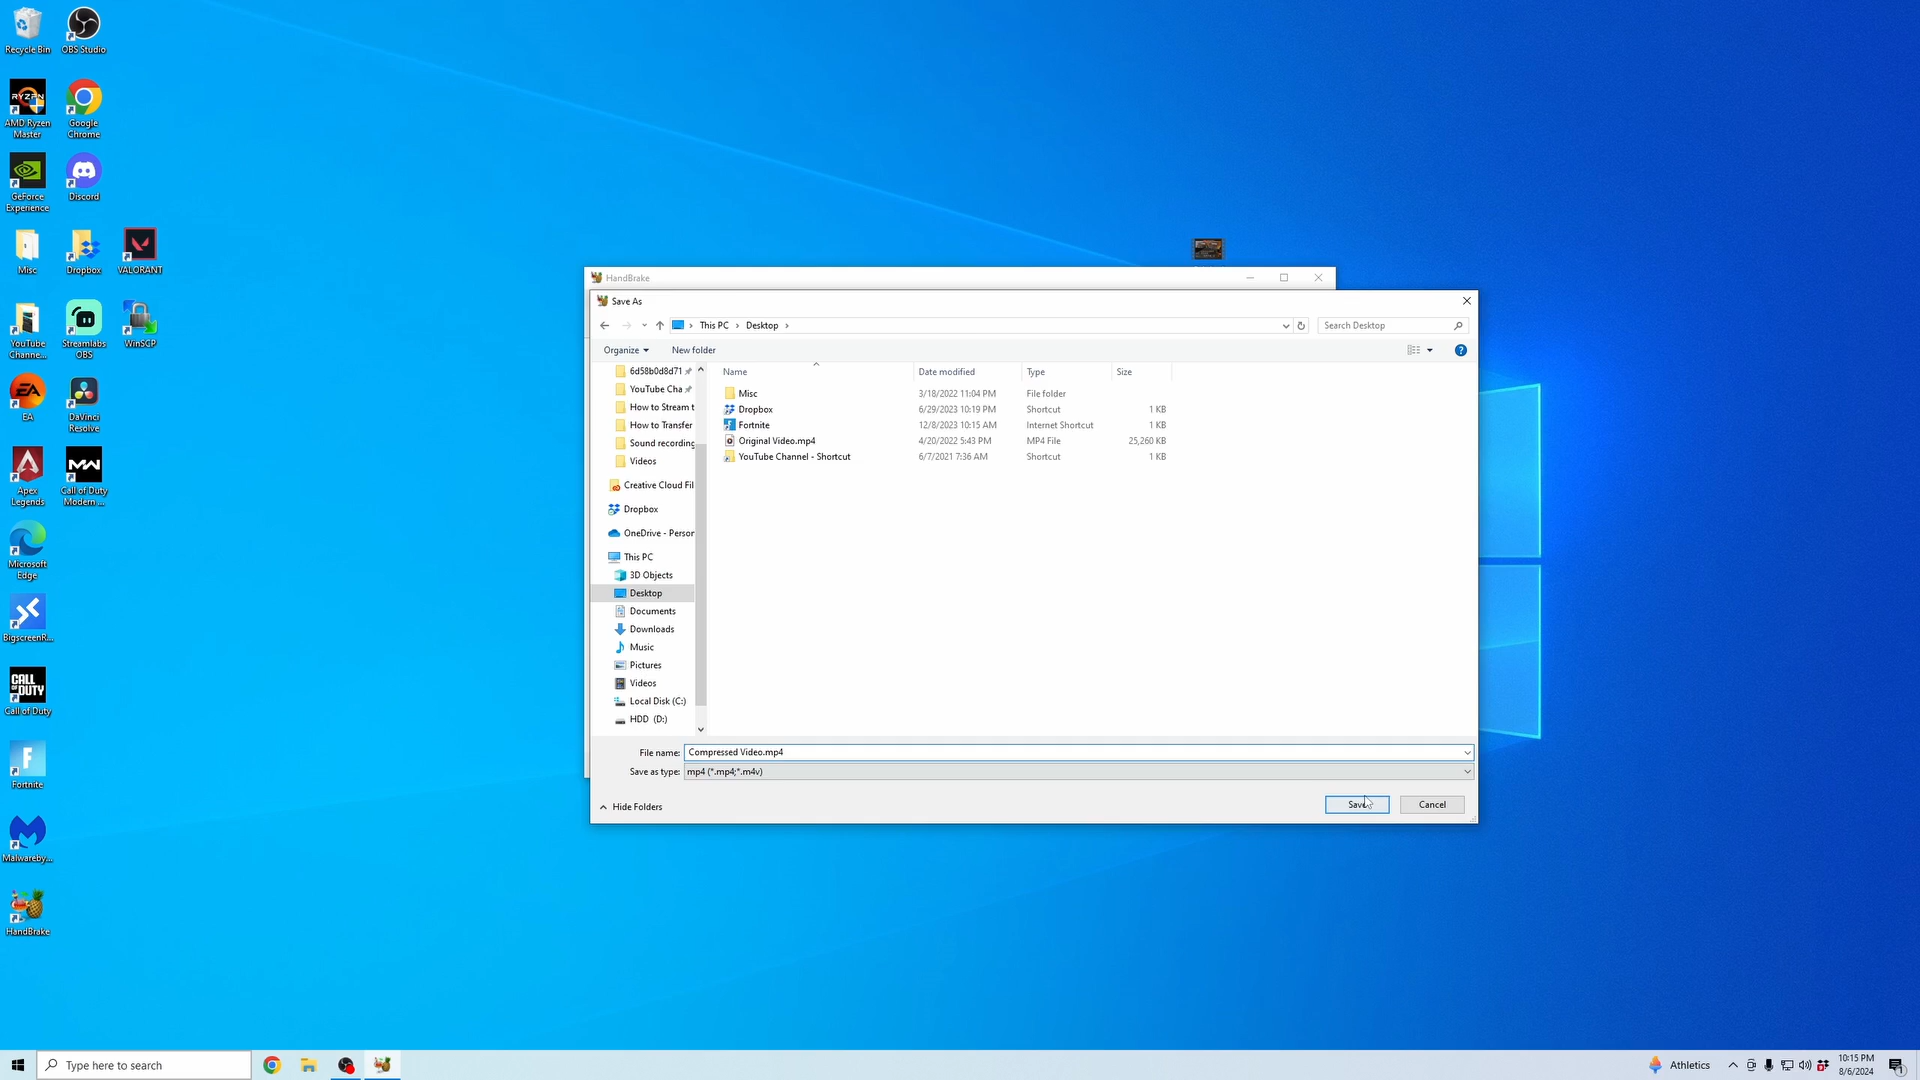 Recycle Bin
OBS Studio
AMD Ryzen
Master
Google
Chrome
GeForce
Experience
Discord
Misc
Dropbox
VALORANT
YouTube
Channe...
Streamlabs
OBS
WinSCP
EA
DaVinci
Resolve
Apex
Legends
Call of Duty
Modern ...
Microsoft
Edge
BigscreenR...
Call of Duty
Fortnite
Malwareby...
HandBrake
HandBrake
Save As
This PC > Desktop >
Search Desktop
Organize
New folder
6d58b0d8d71
YouTube Cha
How to Stream t
How to Transfer
Sound recording
Videos
Creative Cloud Fil
Dropbox
OneDrive - Person
This PC
3D Objects
Desktop
Documents
Downloads
Music
Pictures
Videos
Local Disk (C:)
HDD (D:)
Name Date modified Type Size
Misc 3/18/2022 11:04 PM File folder
Dropbox 6/29/2023 10:19 PM Shortcut 1 KB
Fortnite 12/8/2023 10:15 AM Internet Shortcut 1 KB
Original Video.mp4 4/20/2022 5:43 PM MP4 File 25,260 KB
YouTube Channel - Shortcut 6/7/2021 7:36 AM Shortcut 1 KB
File name: Compressed Video.mp4
Save as type: mp4 (*.mp4;*.m4v)
Hide Folders
Save
Cancel
Type here to search
Athletics
10:15 PM
8/6/2024